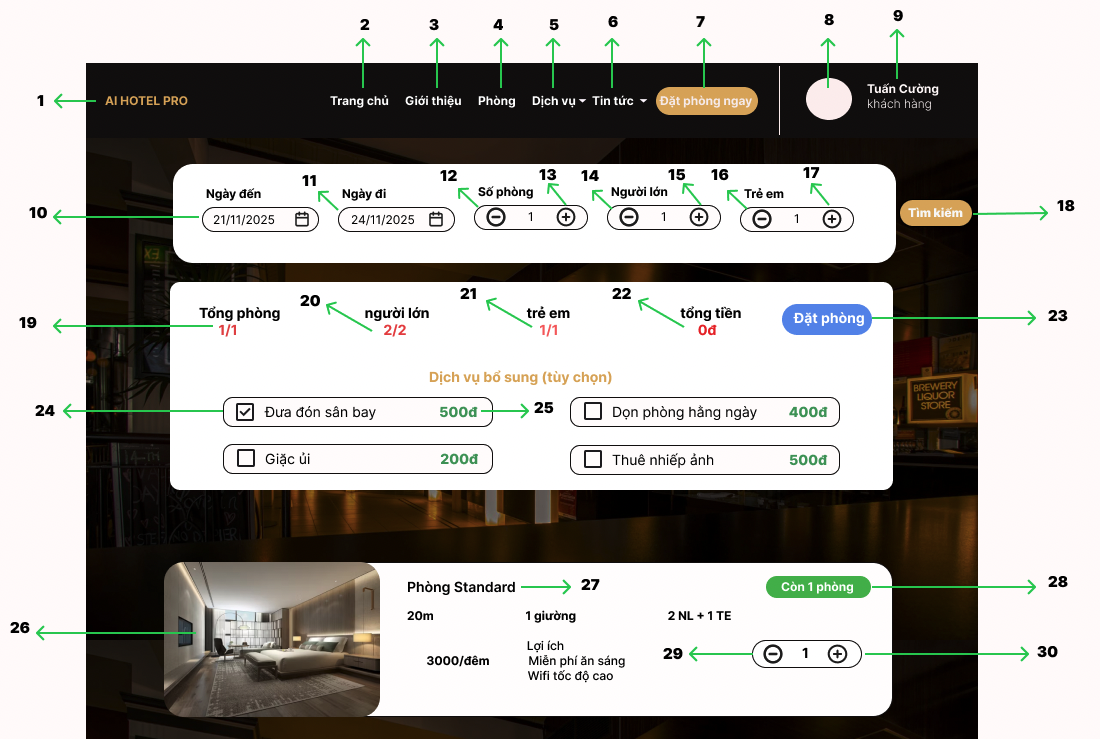 2 3 4 5 6 7 8 9
1 AI HOTEL PRO Trang chủ Giới thiệu Phòng Dịch vụ Tin tức Đặt phòng ngay Tuấn Cường
khách hàng
11 12 13 14 15 16 17
Ngày đến Ngày đi Số phòng Người lớn Trẻ em
10 21/11/2025 24/11/2025 1 1 1 Tìm kiếm 18
20 21 22
19 Tổng phòng người lớn trẻ em tổng tiền Đặt phòng 23
1/1 2/2 1/1 0đ
Dịch vụ bổ sung (tùy chọn)
24 Đưa đón sân bay 500đ 25 Dọn phòng hằng ngày 400đ
Giặc ủi 200đ Thuê nhiếp ảnh 500đ
BREWERY
LIQUOR
STORE
Phòng Standard 27 Còn 1 phòng 28
20m 1 giường 2 NL + 1 TE
26
Lợi ích
3000/đêm Miễn phí ăn sáng 29 1 30
Wifi tốc độ cao